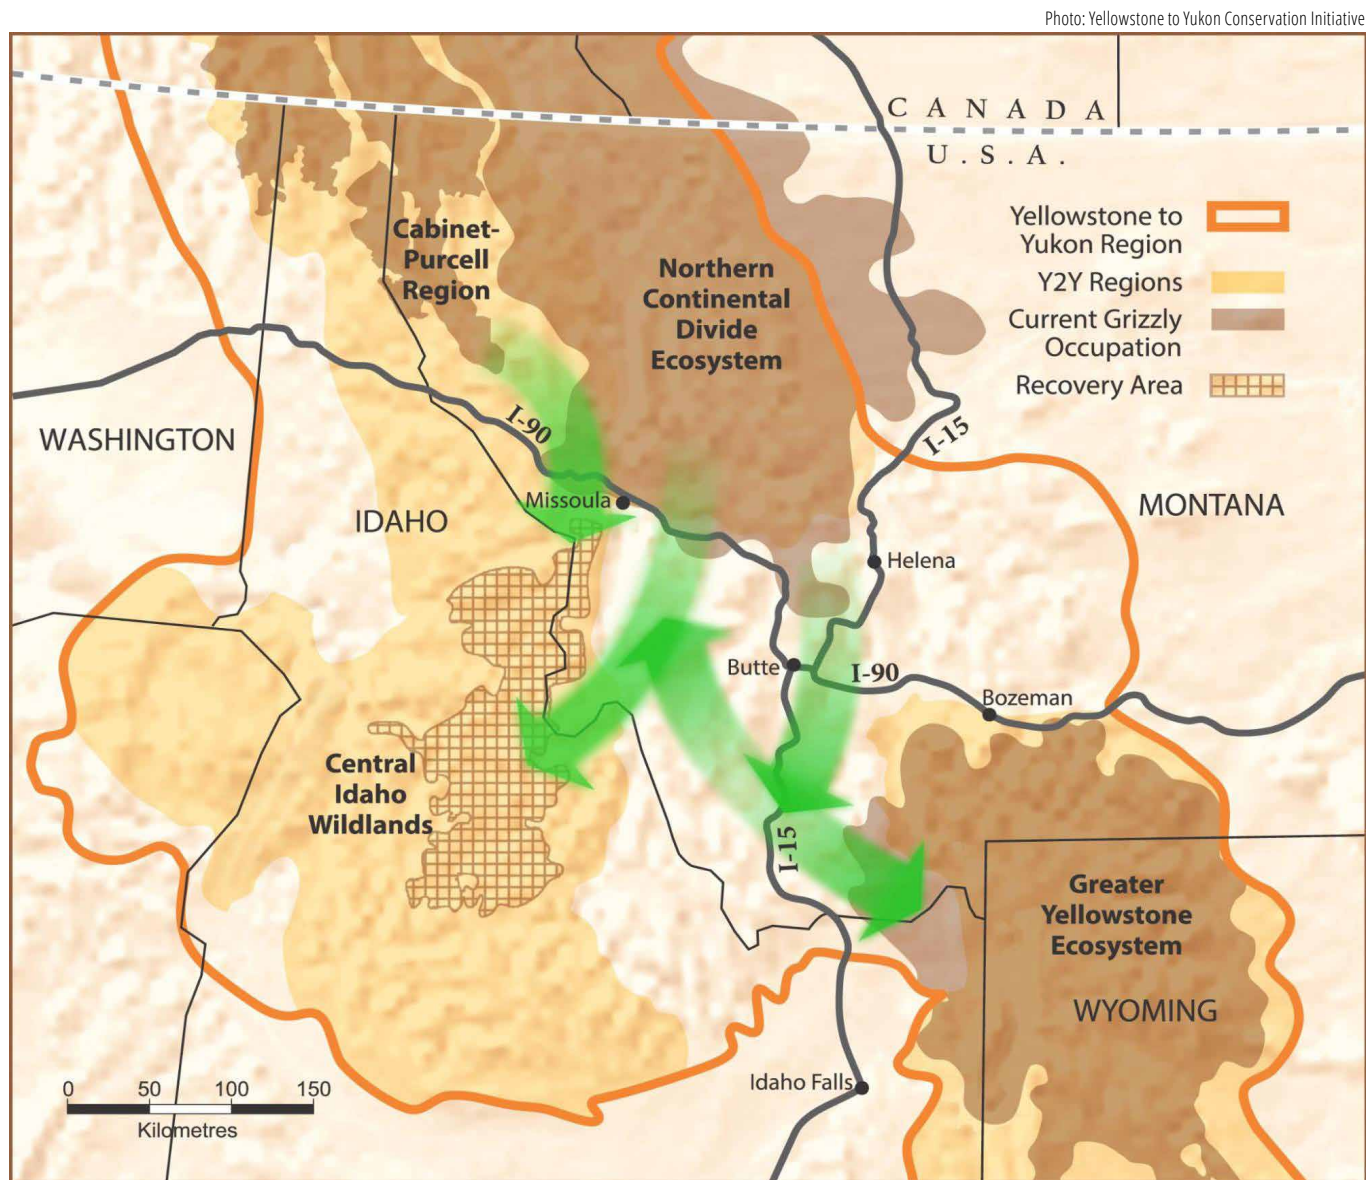 Photo: Yellowstone to Yukon Conservation Initiative
C A N A D A
U . S . A .
Yellowstone to
Yukon Region
Y2Y Regions
Current Grizzly
Occupation
Recovery Area
Cabinet-
Purcell
Region
Northern
Continental
Divide
Ecosystem
I-90
I-15
WASHINGTON
IDAHO
Missoula
MONTANA
Helena
Butte
I-90
Bozeman
Central
Idaho
Wildlands
I-15
Greater
Yellowstone
Ecosystem
WYOMING
Idaho Falls
0 50 100 150
Kilometres